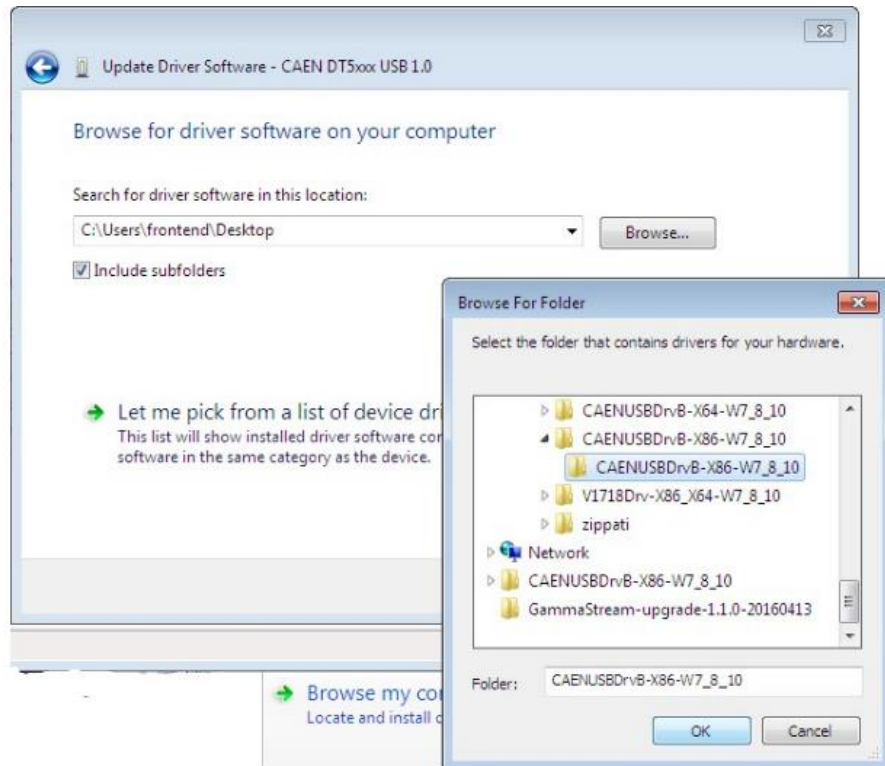 Update Driver Software - CAEN DT5xxx USB 1.0
Browse for driver software on your computer
Search for driver software in this location:
C:\Users\frontend\Desktop
Browse...
Include subfolders
Let me pick from a list of device dri
This list will show installed driver software con
software in the same category as the device.
Browse my co
Locate and install
Browse For Folder
Select the folder that contains drivers for your hardware.
CAENUSBDrvB-X64-W7_8_10
CAENUSBDrvB-X86-W7_8_10
CAENUSBDrvB-X86-W7_8_10
V1718Drv-X86_X64-W7_8_10
zippati
Network
CAENUSBDrvB-X86-W7_8_10
GammaStream-upgrade-1.1.0-20160413
Folder:
CAENUSBDrvB-X86-W7_8_10
OK
Cancel